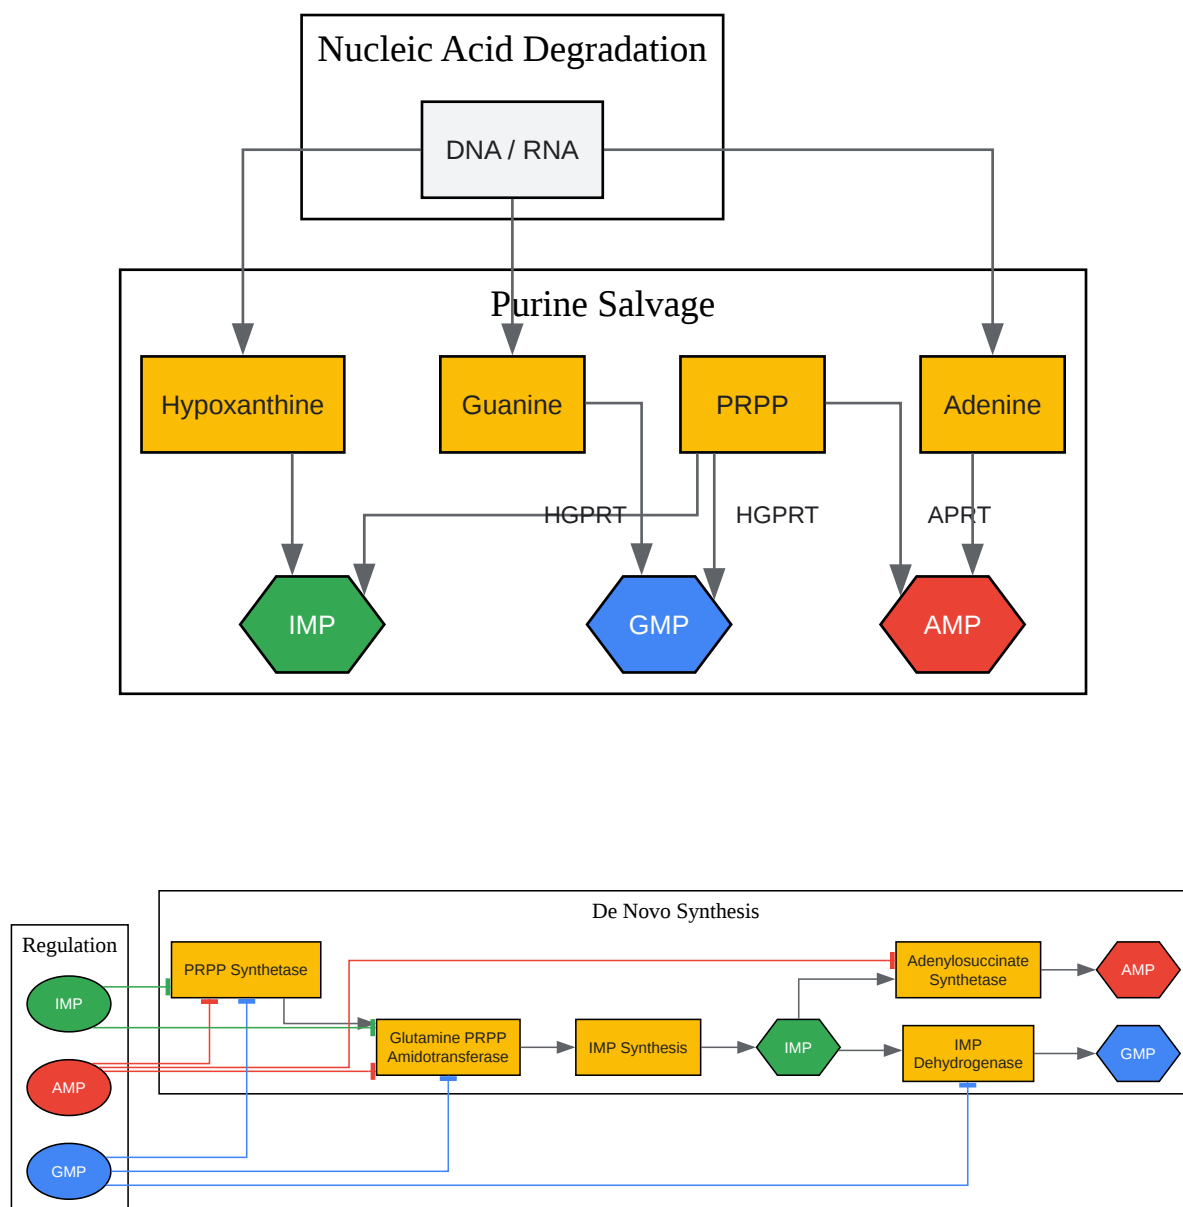 Nucleic Acid Degradation
DNA / RNA
Purine Salvage
Hypoxanthine
Guanine
PRPP
Adenine
HGPRT
HGPRT
APRT
IMP
GMP
AMP
De Novo Synthesis
Regulation
PRPP Synthetase
Adenylosuccinate
Synthetase
AMP
IMP
Glutamine PRPP
Amidotransferase
IMP Synthesis
IMP
IMP
Dehydrogenase
GMP
AMP
GMP